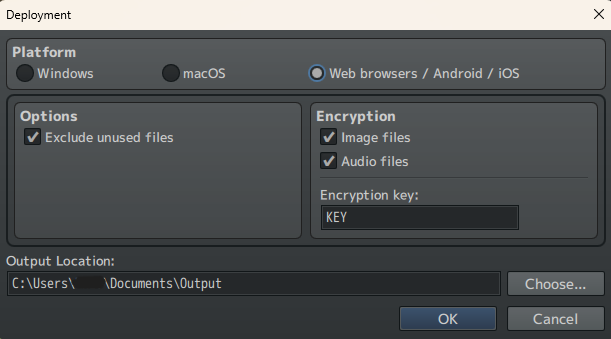 Deployment
Platform
Windows macOS Web browsers / Android / iOS
Options
Exclude unused files
Encryption
Image files
Audio files
Encryption key:
KEY
Output Location:
C:\Users\ \Documents\Output
Choose...
OK Cancel